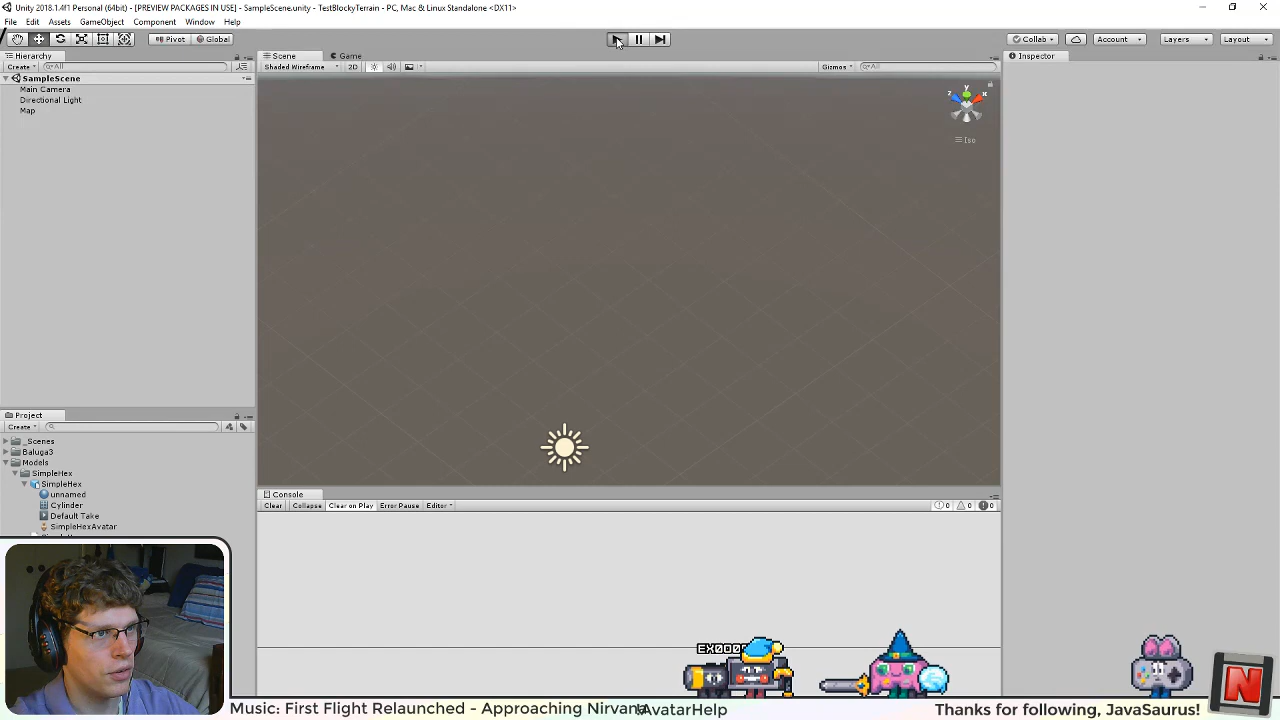 Unity 2018.1.4f1 Personal (64bit) - [PREVIEW PACKAGES IN USE] - SampleScene.unity - TestBlockyTerrain - PC, Mac & Linux Standalone <DX11>
File Edit Assets GameObject Component Window Help
Pivot Global Collab Account Layers Layout
Hierarchy Scene Game Inspector
Create All Shaded Wireframe 2D Gizmos All
SampleScene
Main Camera
Directional Light
Map
y
z x
Iso
Project
Create
_Scenes
Baluga3
Models
SimpleHex
SimpleHex
unnamed
Cylinder
Default Take
SimpleHexAvatar
Console
Clear Collapse Clear on Play Error Pause Editor 0 0 0
EX000
N
Music: First Flight Relaunched - Approaching Nirvana
!AvatarHelp
Thanks for following, JavaSaurus!